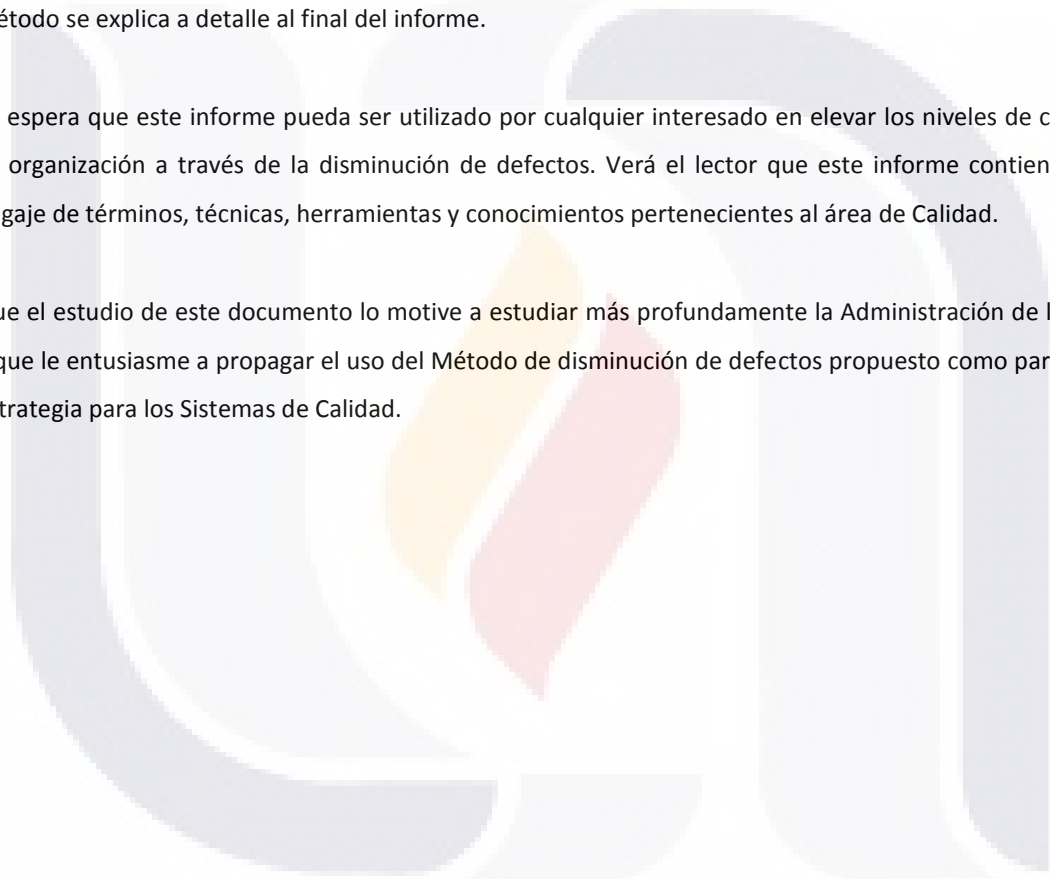 étodo se explica a detalle al final del informe.
espera que este informe pueda ser utilizado por cualquier interesado en elevar los niveles de c
organización a través de la disminución de defectos. Verá el lector que este informe contien
gaje de términos, técnicas, herramientas y conocimientos pertenecientes al área de Calidad.
ue el estudio de este documento lo motive a estudiar más profundamente la Administración de l
que le entusiasme a propagar el uso del Método de disminución de defectos propuesto como par
trategia para los Sistemas de Calidad.